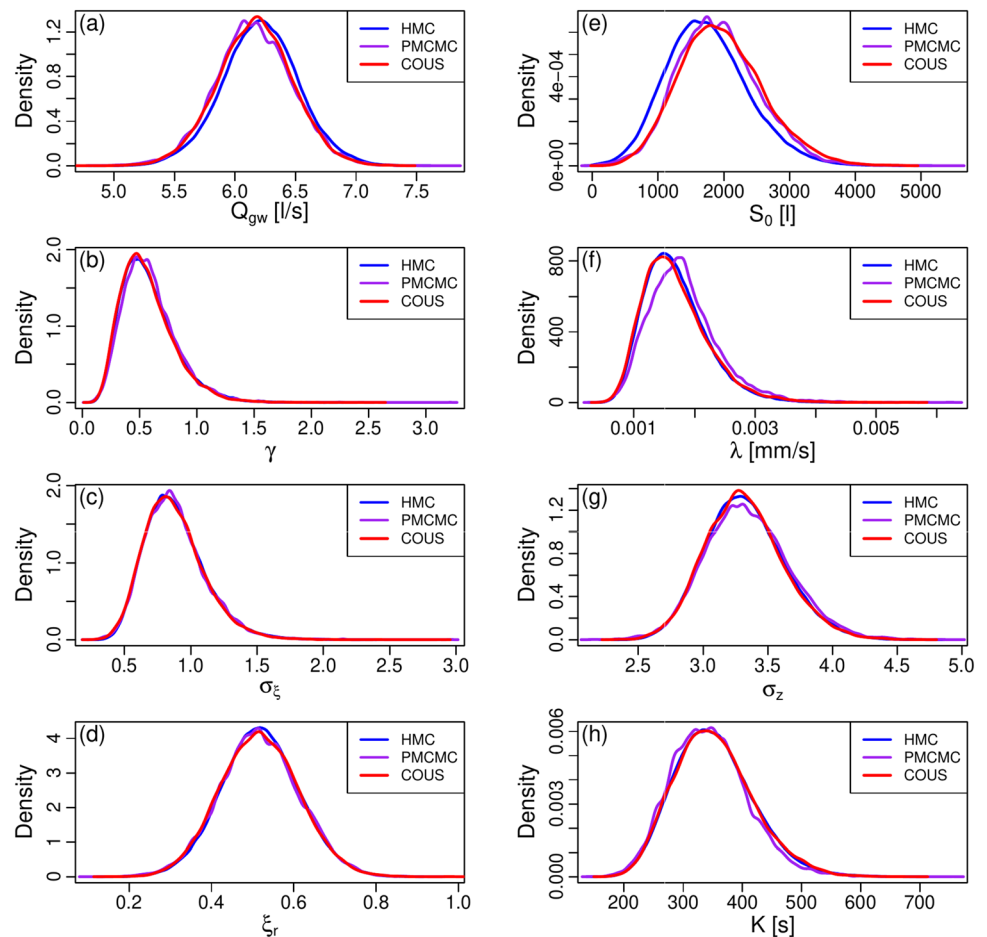 (a)
HMC
PMCMC
COUS
Density
0.0 0.4 0.8 1.2
5.0 5.5 6.0 6.5 7.0 7.5
Q_gw [l/s]
(e)
HMC
PMCMC
COUS
Density
0e+00 4e−04
0 1000 2000 3000 4000 5000
S_0 [l]
(b)
HMC
PMCMC
COUS
Density
0.0 1.0 2.0
0.0 0.5 1.0 1.5 2.0 2.5 3.0
γ
(f)
HMC
PMCMC
COUS
Density
0 400 800
0.001 0.003 0.005
λ [mm/s]
(c)
HMC
PMCMC
COUS
Density
0.0 1.0 2.0
0.5 1.0 1.5 2.0 2.5 3.0
σ_ξ
(g)
HMC
PMCMC
COUS
Density
0.0 0.4 0.8 1.2
2.5 3.0 3.5 4.0 4.5 5.0
σ_z
(d)
HMC
PMCMC
COUS
Density
0 1 2 3 4
0.2 0.4 0.6 0.8 1.0
ξ_r
(h)
HMC
PMCMC
COUS
Density
0.000 0.003 0.006
200 300 400 500 600 700
K [s]